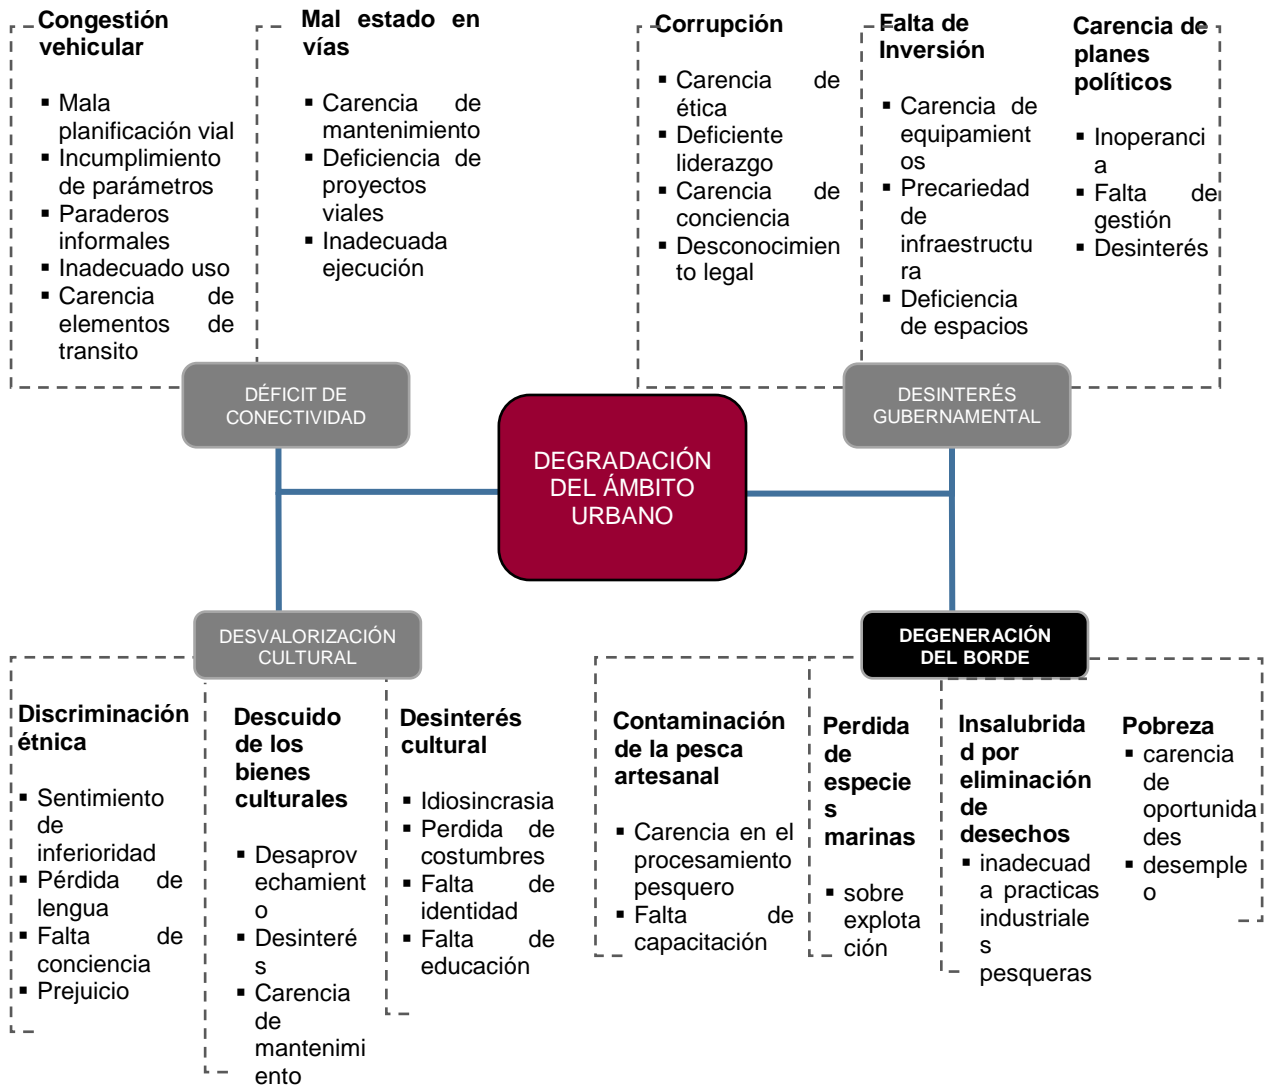 Congestión
vehicular
▪ Mala
planificación vial
▪ Incumplimiento
de parámetros
▪ Paraderos
informales
▪ Inadecuado uso
▪ Carencia de
elementos de
transito
Mal estado en
vías
▪ Carencia de
mantenimiento
▪ Deficiencia de
proyectos
viales
▪ Inadecuada
ejecución
Corrupción
▪ Carencia de
ética
▪ Deficiente
liderazgo
▪ Carencia de
conciencia
▪ Desconocimien
to legal
Falta de
Inversión
▪ Carencia de
equipamient
os
▪ Precariedad
de
infraestructu
ra
▪ Deficiencia
de espacios
Carencia de
planes
políticos
▪ Inoperanci
a
▪ Falta de
gestión
▪ Desinterés
DÉFICIT DE
CONECTIVIDAD
DESINTERÉS
GUBERNAMENTAL
DEGRADACIÓN
DEL ÁMBITO
URBANO
DESVALORIZACIÓN
CULTURAL
DEGENERACIÓN
DEL BORDE
Discriminación
étnica
▪ Sentimiento
de
inferioridad
▪ Pérdida de
lengua
▪ Falta de
conciencia
▪ Prejuicio
Descuido
de los
bienes
culturales
▪ Desaprov
echamient
o
▪ Desinteré
s
▪ Carencia
de
mantenimi
ento
Desinterés
cultural
▪ Idiosincrasia
▪ Perdida de
costumbres
▪ Falta de
identidad
▪ Falta de
educación
Contaminación
de la pesca
artesanal
▪ Carencia en el
procesamiento
pesquero
▪ Falta de
capacitación
Perdida
de
especie
s
marinas
▪ sobre
explota
ción
Insalubrida
d por
eliminación
de
desechos
▪ inadecuad
a practicas
industriale
s
pesqueras
Pobreza
▪ carencia
de
oportunida
des
▪ desemple
o